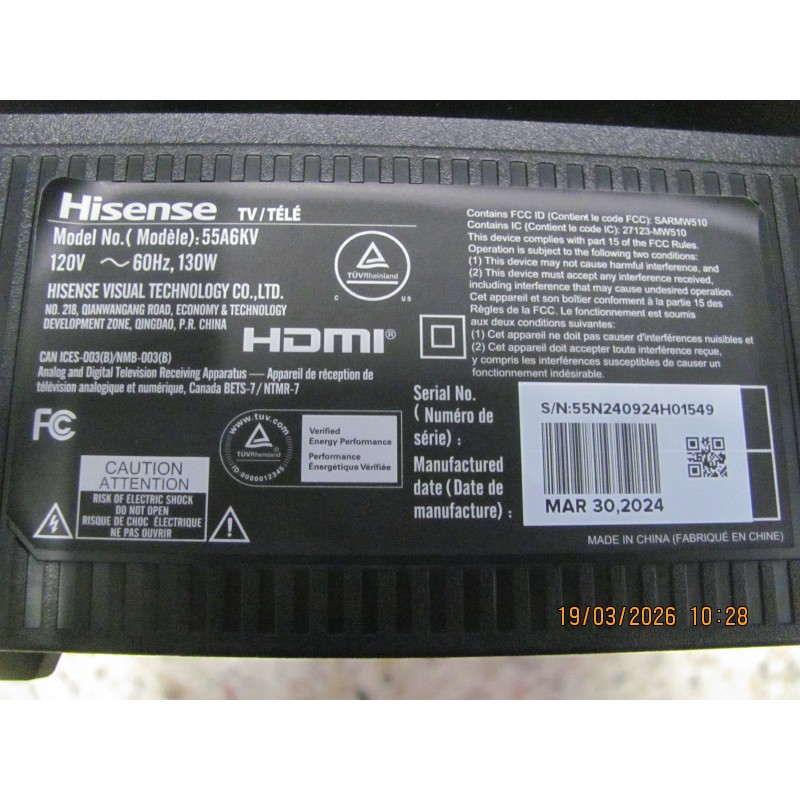 Hisense TV/TÉLÉ
Model No.( Modèle): 55A6KV
120V ～ 60Hz, 130W
HISENSE VISUAL TECHNOLOGY CO.,LTD.
NO. 218, QIANWANGANG ROAD, ECONOMY & TECHNOLOGY
DEVELOPMENT ZONE, QINGDAO, P.R. CHINA
HDMI®
CAN ICES-003(B)/NMB-003(B)
Analog and Digital Television Receiving Apparatus — Appareil de réception de
télévision analogique et numérique, Canada BETS-7/ NTMR-7
TÜVRheinland
C US
Contains FCC ID (Contient le code FCC): SARMW510
Contains IC (Contient le code IC): 27123-MW510
This device complies with part 15 of the FCC Rules.
Operation is subject to the following two conditions:
(1) This device may not cause harmful interference, and
(2) This device must accept any interference received,
including interference that may cause undesired operation.
Cet appareil et son boîtier conforment à la partie 15 des
Règles de la FCC. Le fonctionnement est soumis
aux deux conditions suivantes:
(1) Cet appareil ne doit pas causer d'interférences nuisibles et
(2) Cet appareil doit accepter toute interférence reçue,
y compris les interférences susceptibles de causer un
fonctionnement indésirable.
FC
www.tuv.com
TÜVRheinland
ID:0000012345
Verified
Energy Performance
Performance
Énergétique Vérifiée
CAUTION
ATTENTION
RISK OF ELECTRIC SHOCK
DO NOT OPEN
RISQUE DE CHOC ÉLECTRIQUE
NE PAS OUVRIR
Serial No.
( Numéro de
série) :
S/N:55N240924H01549
Manufactured
date (Date de
manufacture) :
MAR 30,2024
MADE IN CHINA (FABRIQUÉ EN CHINE)
19/03/2026 10:28